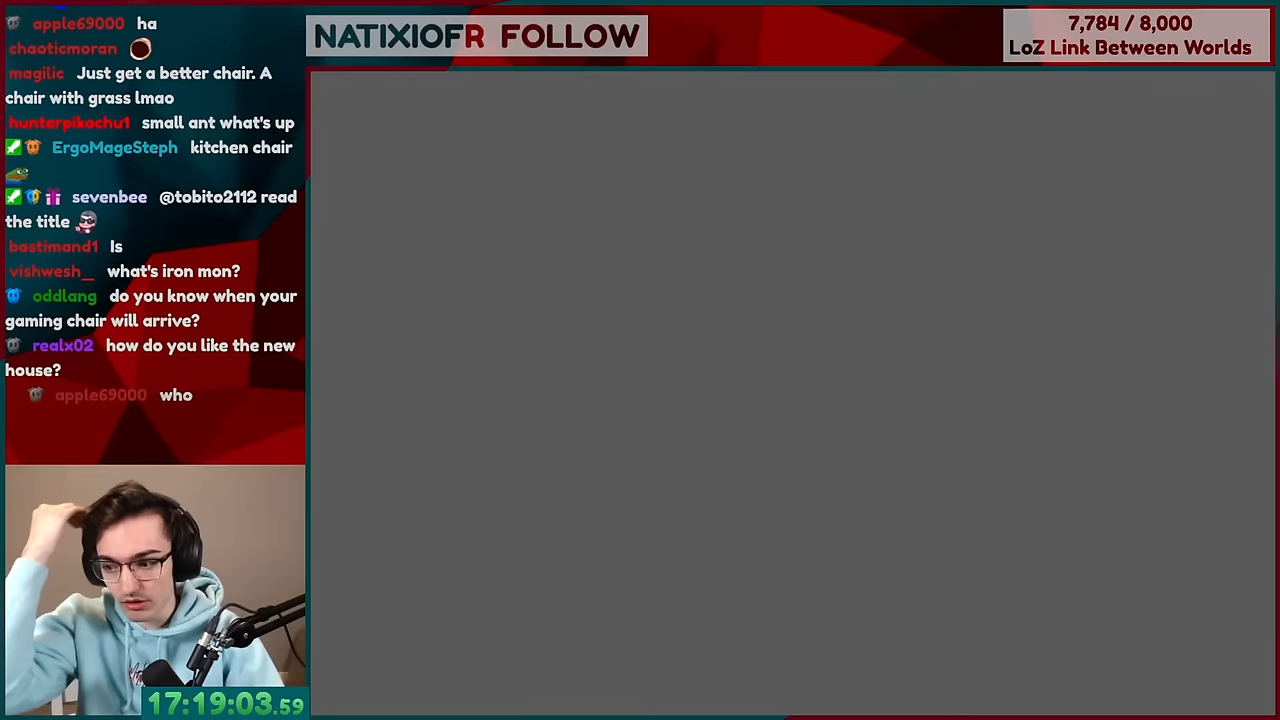 apple69000 ha
chaoticmoran
magilic Just get a better chair. A
chair with grass lmao
hunterpikachu1 small ant what's up
ErgoMageSteph kitchen chair
sevenbee @tobito2112 read
the title
bastimand1 Is
vishwesh__ what's iron mon?
oddlang do you know when your
gaming chair will arrive?
realx02 how do you like the new
house?
apple69000 who
NATIXIOFR FOLLOW
7,784 / 8,000
LoZ Link Between Worlds
17:19:03.59